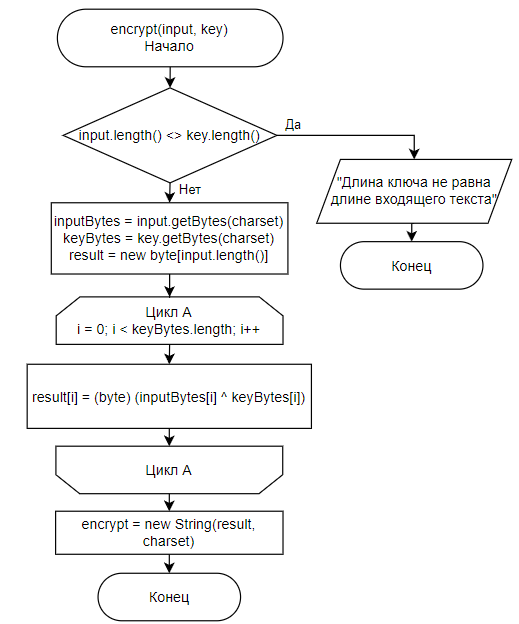 encrypt(input, key)
Начало
input.length() <> key.length()
Да
"Длина ключа не равна
длине входящего текста"
Конец
Нет
inputBytes = input.getBytes(charset)
keyBytes = key.getBytes(charset)
result = new byte[input.length()]
Цикл A
i = 0; i < keyBytes.length; i++
result[i] = (byte) (inputBytes[i] ^ keyBytes[i])
Цикл A
encrypt = new String(result,
charset)
Конец